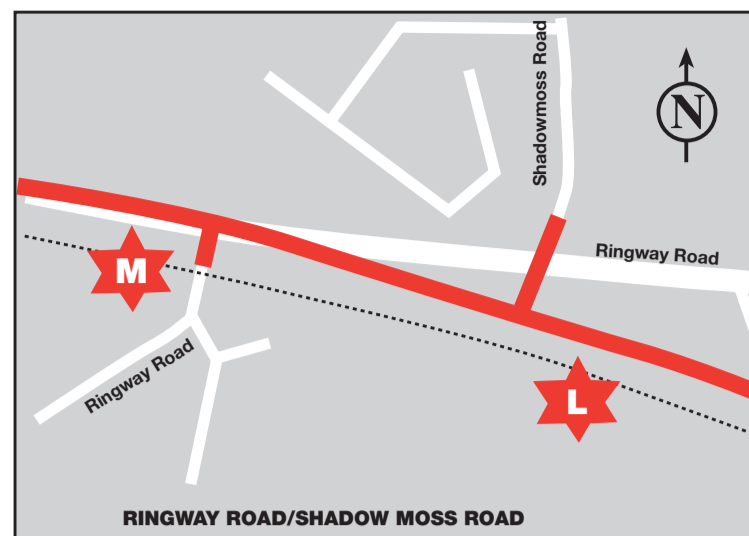 Shadowmoss Road
N
Ringway Road
M
Ringway Road
L
RINGWAY ROAD/SHADOW MOSS ROAD